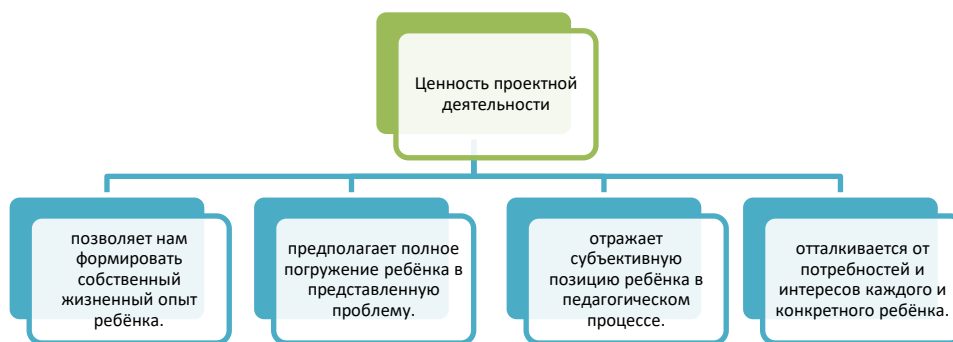 Ценность проектной
деятельности
позволяет нам
формировать
собственный
жизненный опыт
ребёнка.
предполагает полное
погружение ребёнка в
представленную
проблему.
отражает
субъективную
позицию ребёнка в
педагогическом
процессе.
отталкивается от
потребностей и
интересов каждого и
конкретного ребёнка.